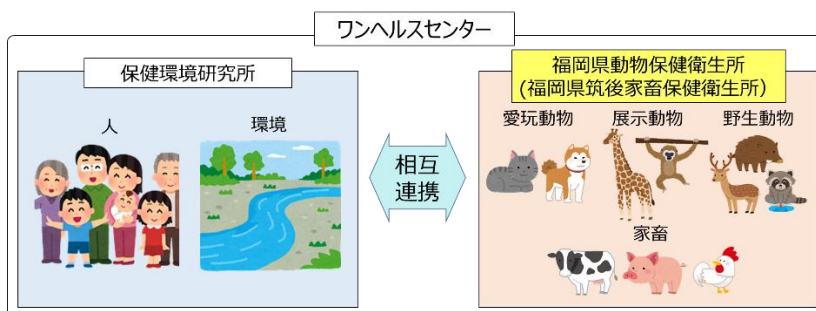 ワンヘルスセンター
保健環境研究所
人
環境
相互
連携
福岡県動物保健衛生所
(福岡県筑後家畜保健衛生所)
愛玩動物
展示動物
野生動物
家畜